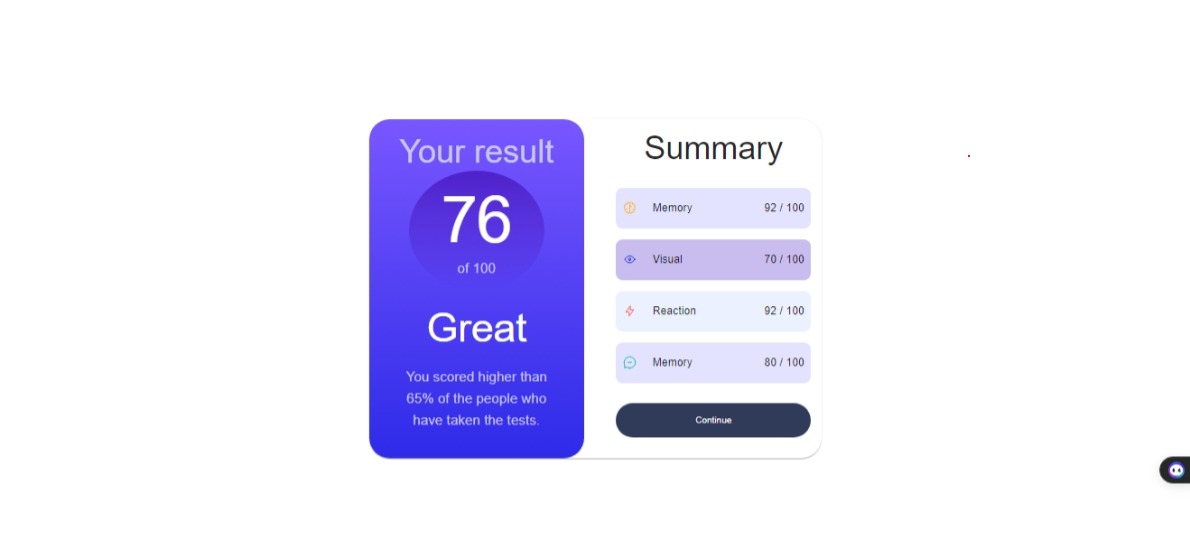 Your result
76
of 100
Great
You scored higher than
65% of the people who
have taken the tests.
Summary
Memory 92 / 100
Visual 70 / 100
Reaction 92 / 100
Memory 80 / 100
Continue